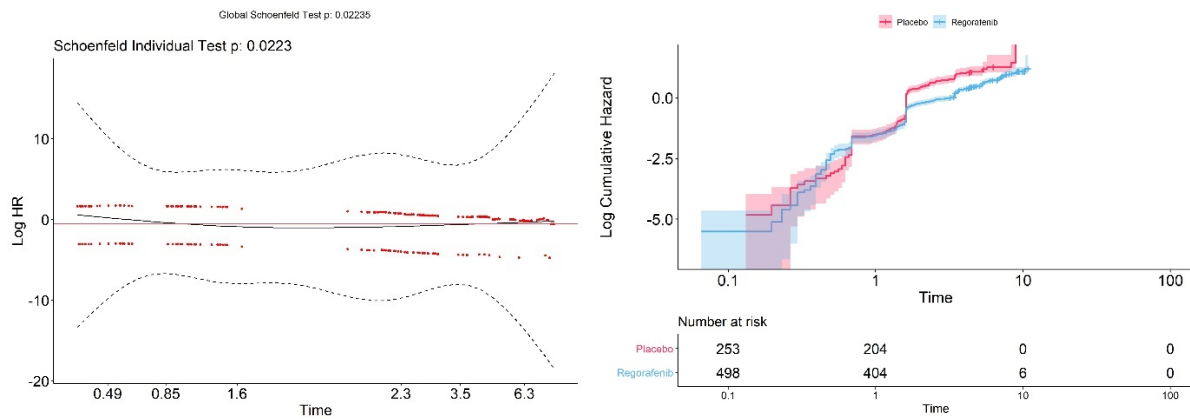 Global Schoenfeld Test p: 0.02235
Schoenfeld Individual Test p: 0.0223
Log HR
10
0
-10
-20
0.49 0.85 1.6 2.3 3.5 6.3
Time
Placebo Regorafenib
Log Cumulative Hazard
0.0
-2.5
-5.0
0.1 1 10 100
Time
Number at risk
Placebo 253 204 0 0
Regorafenib 498 404 6 0
0.1 1 10 100
Time